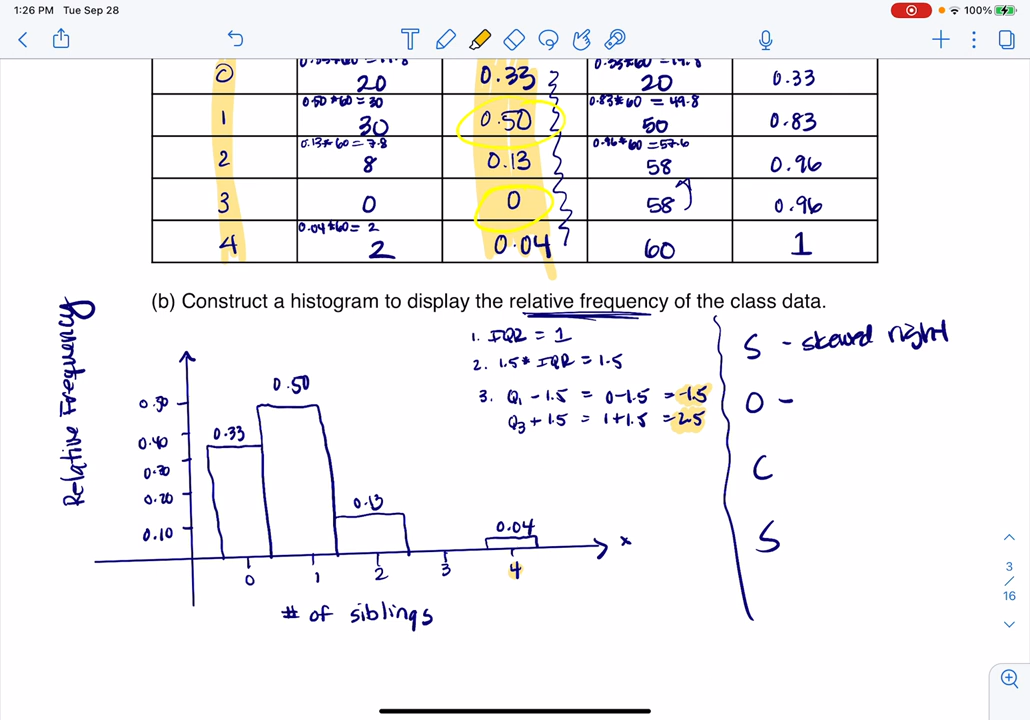 1:26 PM Tue Sep 28
100%
0 20 0.33 20 0.33
0.50*60 = 30 0.83*60 = 49.8
1 30 0.50 50 0.83
0.13*60 = 7.8 0.96*60 = 57.6
2 8 0.13 58 0.96
3 0 0 58 0.96
0.04*60 = 2
4 2 0.04 60 1
(b) Construct a histogram to display the relative frequency of the class data.
Relative Frequency
1. IQR = 1
2. 1.5* IQR = 1.5
3. Q1 - 1.5 = 0-1.5 = -1.5
Q3 + 1.5 = 1+1.5 = 2.5
S - skewed right
O -
C
S
0.50
0.40
0.30
0.20
0.10
0.33
0.50
0.13
0.04
x
0 1 2 3 4
# of siblings
3
/
16